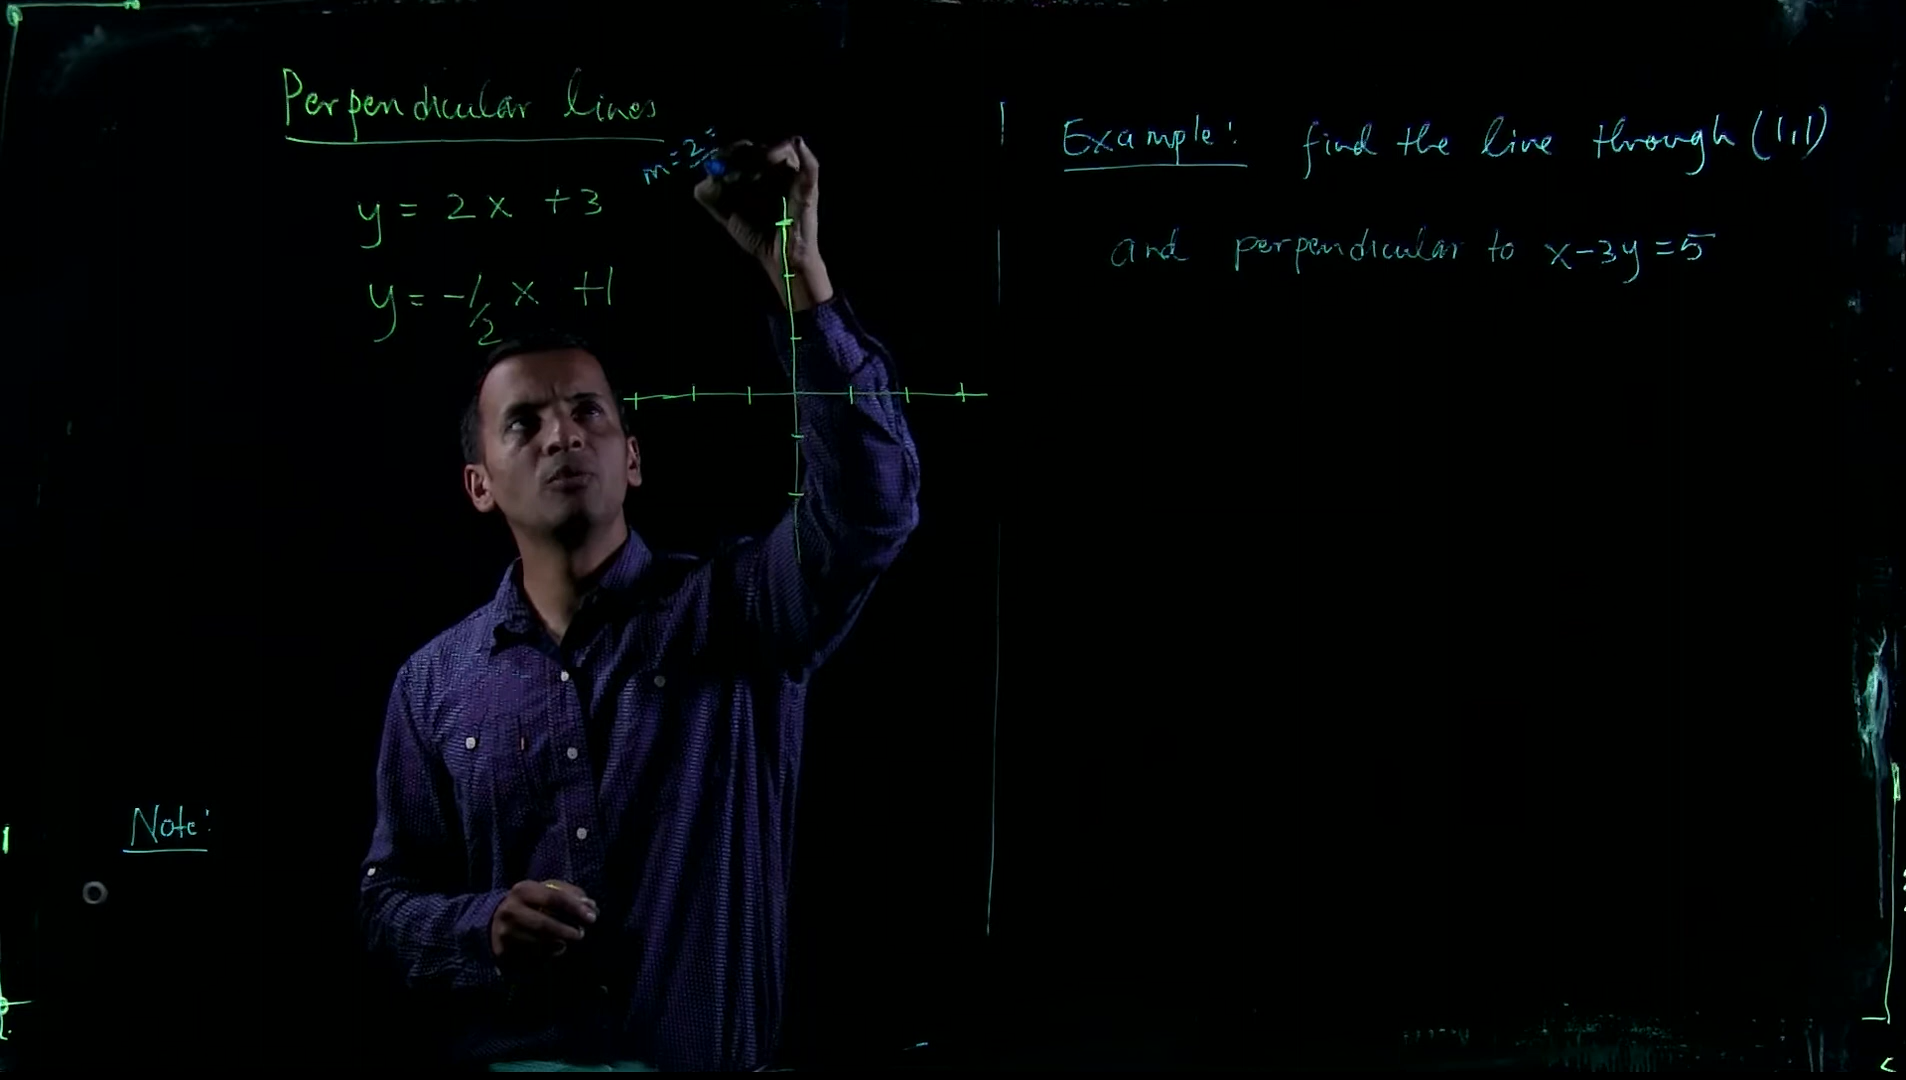 Perpendicular lines
m = 2 =
y = 2x + 3
y = -1/2 x + 1
Note:
Example: find the line through (1,1)
and perpendicular to x-3y=5